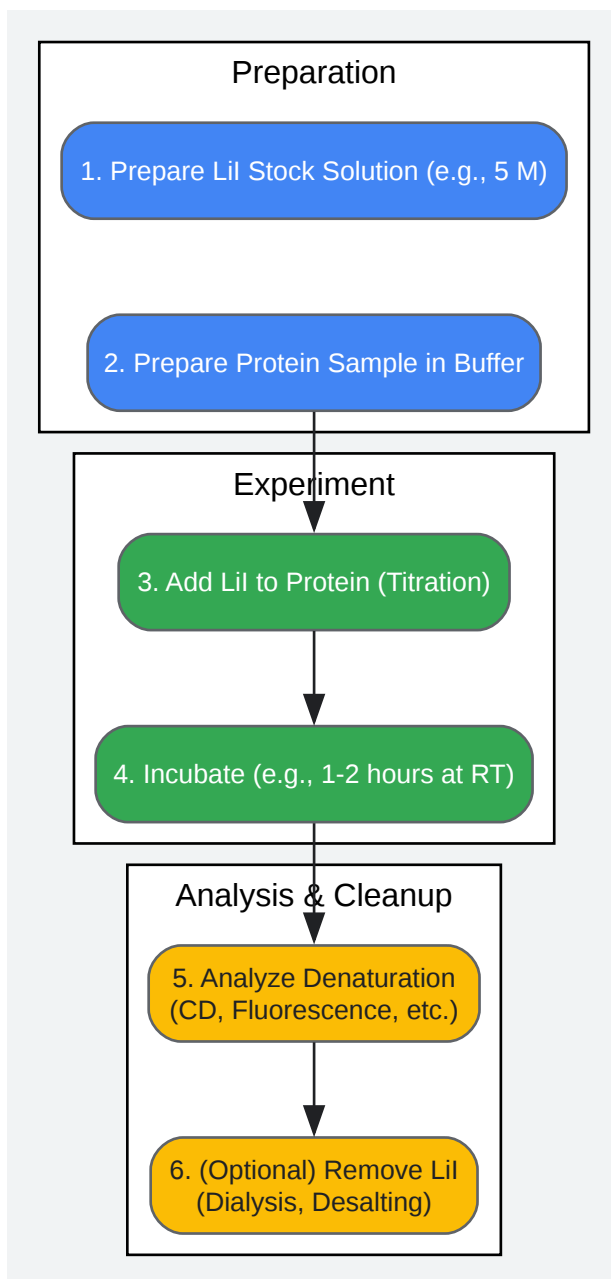 Preparation
1. Prepare LiI Stock Solution (e.g., 5 M)
2. Prepare Protein Sample in Buffer
Experiment
3. Add LiI to Protein (Titration)
4. Incubate (e.g., 1-2 hours at RT)
Analysis & Cleanup
5. Analyze Denaturation
(CD, Fluorescence, etc.)
6. (Optional) Remove LiI
(Dialysis, Desalting)